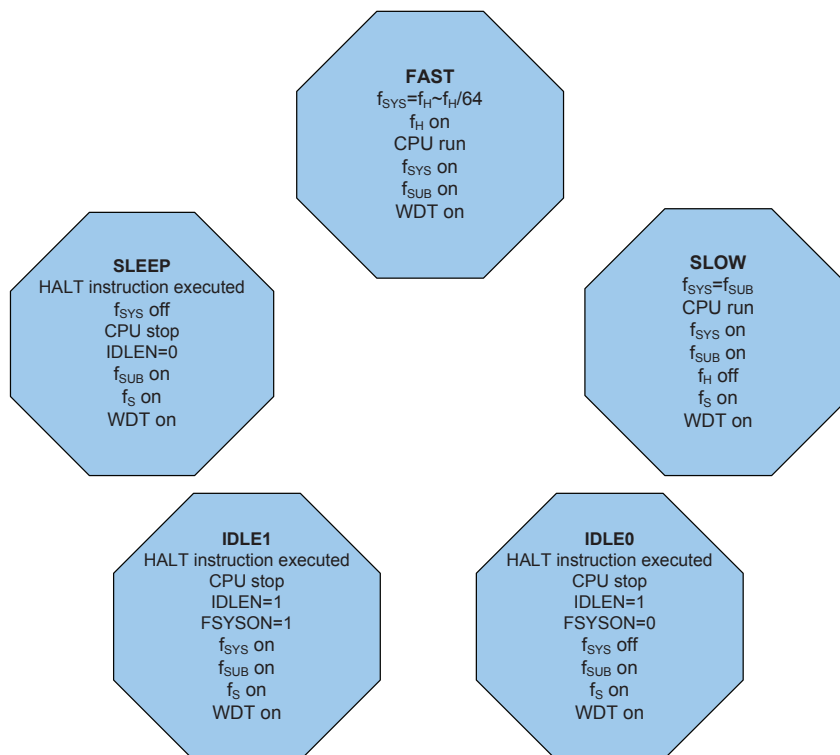 FAST
fSYS=fH~fH/64
fH on
CPU run
fSYS on
fSUB on
WDT on
SLEEP
HALT instruction executed
fSYS off
CPU stop
IDLEN=0
fSUB on
fS on
WDT on
SLOW
fSYS=fSUB
CPU run
fSYS on
fSUB on
fH off
fS on
WDT on
IDLE1
HALT instruction executed
CPU stop
IDLEN=1
FSYSON=1
fSYS on
fSUB on
fS on
WDT on
IDLE0
HALT instruction executed
CPU stop
IDLEN=1
FSYSON=0
fSYS off
fSUB on
fS on
WDT on